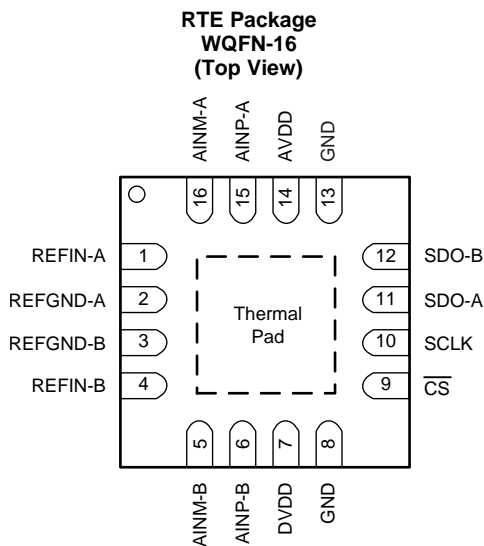 RTE Package
WQFN-16
(Top View)
AINM-A
AINP-A
AVDD
GND
16
15
14
13
REFIN-A 1
REFGND-A 2
REFGND-B 3
REFIN-B 4
Thermal
Pad
12 SDO-B
11 SDO-A
10 SCLK
9 C̅S̅
5
6
7
8
AINM-B
AINP-B
DVDD
GND